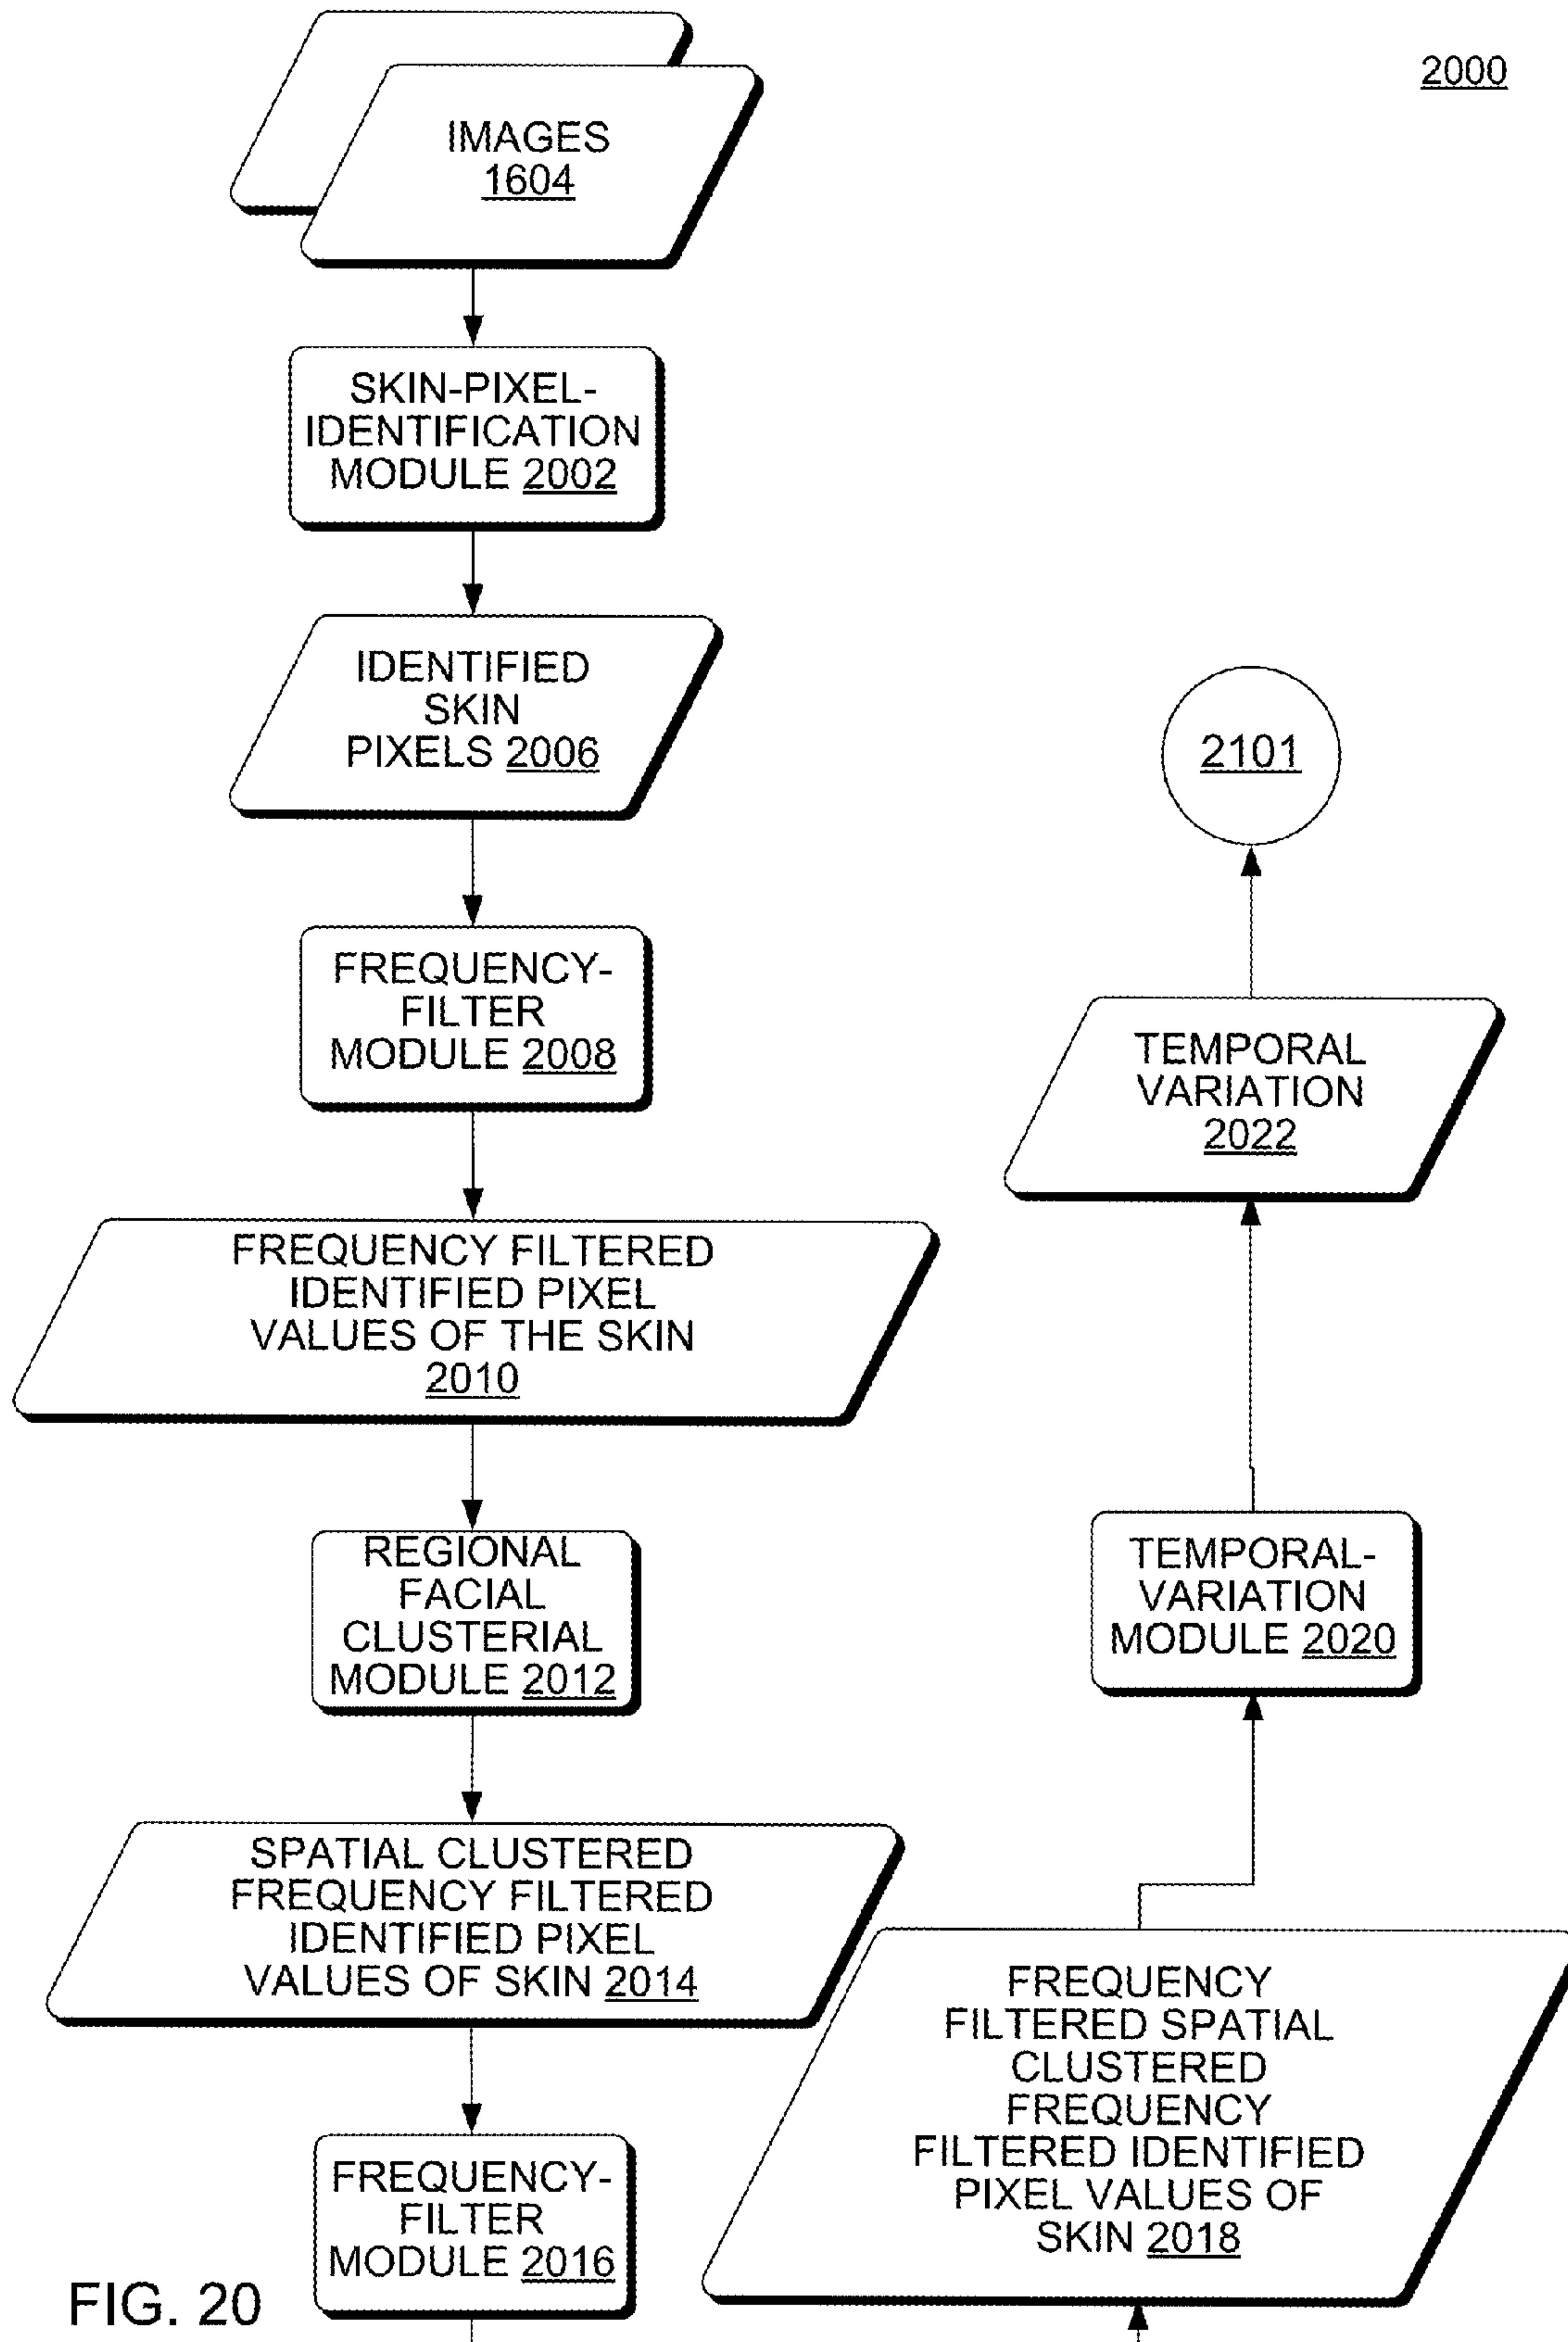 2000
IMAGES
1604
SKIN-PIXEL-
IDENTIFICATION
MODULE 2002
IDENTIFIED
SKIN
PIXELS 2006
FREQUENCY-
FILTER
MODULE 2008
FREQUENCY FILTERED
IDENTIFIED PIXEL
VALUES OF THE SKIN
2010
REGIONAL
FACIAL
CLUSTERIAL
MODULE 2012
SPATIAL CLUSTERED
FREQUENCY FILTERED
IDENTIFIED PIXEL
VALUES OF SKIN 2014
FREQUENCY-
FILTER
MODULE 2016
FREQUENCY
FILTERED SPATIAL
CLUSTERED
FREQUENCY
FILTERED IDENTIFIED
PIXEL VALUES OF
SKIN 2018
TEMPORAL-
VARIATION
MODULE 2020
TEMPORAL
VARIATION
2022
2101
FIG. 20